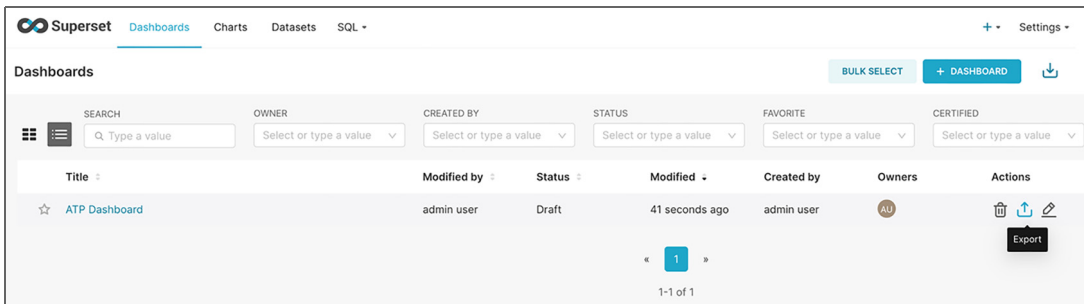 Superset Dashboards Charts Datasets SQL + Settings
Dashboards BULK SELECT + DASHBOARD
SEARCH OWNER CREATED BY STATUS FAVORITE CERTIFIED
Type a value Select or type a value Select or type a value Select or type a value Select or type a value Select or type a value
Title Modified by Status Modified Created by Owners Actions
ATP Dashboard admin user Draft 41 seconds ago admin user AU
Export
« 1 »
1-1 of 1